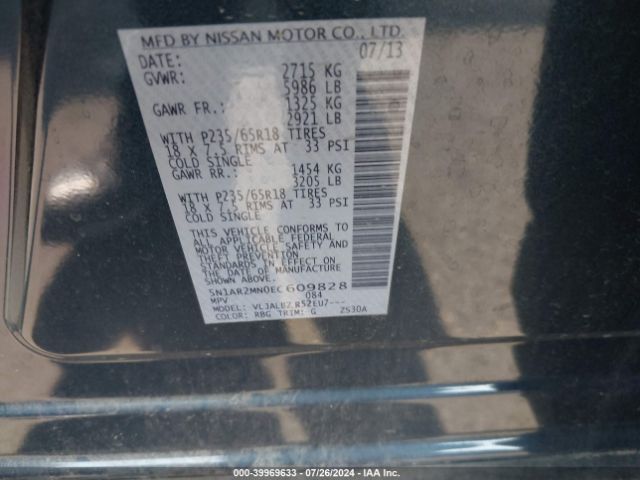 MFD BY NISSAN MOTOR CO., LTD.
DATE: 07/13
GVWR: 2715 KG
5986 LB
GAWR FR.: 1325 KG
2921 LB
WITH P235/65R18 TIRES
18 X 7.5 RIMS AT 33 PSI
COLD SINGLE
GAWR RR.: 1454 KG
3205 LB
WITH P235/65R18 TIRES
18 X 7.5 RIMS AT 33 PSI
COLD SINGLE
THIS VEHICLE CONFORMS TO
ALL APPLICABLE FEDERAL
MOTOR VEHICLE SAFETY AND
THEFT PREVENTION
STANDARDS IN EFFECT ON
THE DATE OF MANUFACTURE
SHOWN ABOVE.
5N1AR2MN0EC609828
MPV 084
MODEL: VLJALBZ R52EU7---
COLOR: RBG TRIM: G ZS30A
000-39969633 - 07/26/2024 - IAA Inc.